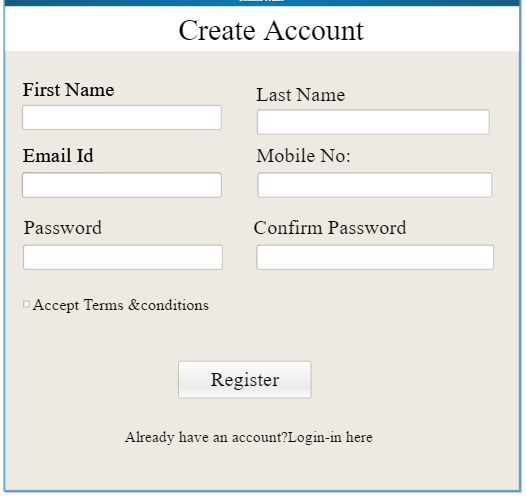 Create Account
First Name
Last Name
Email Id
Mobile No:
Password
Confirm Password
Accept Terms &conditions
Register
Already have an account?Login-in here